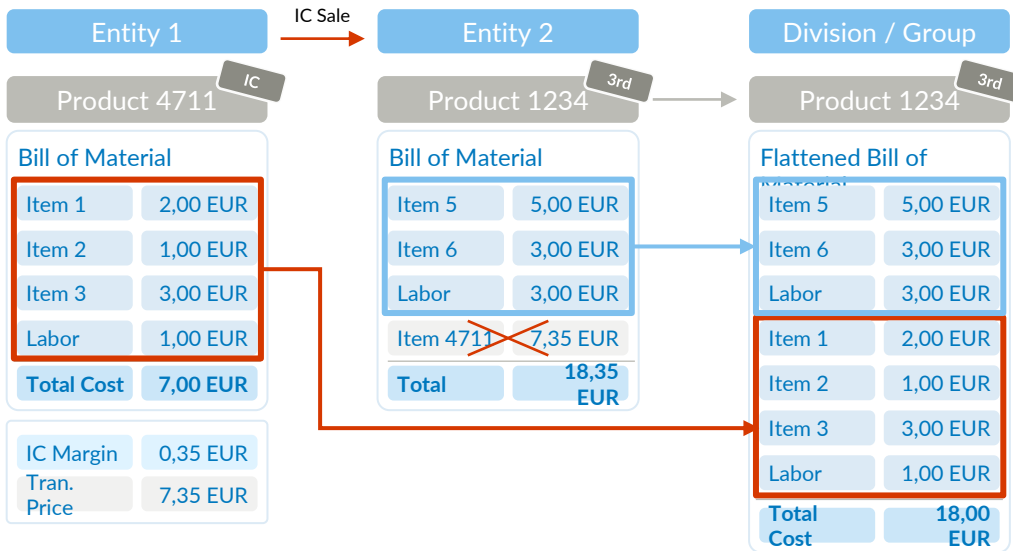 Entity 1
IC Sale
Entity 2
Division / Group
Product 4711
IC
Product 1234
3rd
Product 1234
3rd
Bill of Material
Item 1 2,00 EUR
Item 2 1,00 EUR
Item 3 3,00 EUR
Labor 1,00 EUR
Total Cost 7,00 EUR
IC Margin 0,35 EUR
Tran.
Price 7,35 EUR
Bill of Material
Item 5 5,00 EUR
Item 6 3,00 EUR
Labor 3,00 EUR
Item 4711 7,35 EUR
Total 18,35
EUR
Flattened Bill of
Material
Item 5 5,00 EUR
Item 6 3,00 EUR
Labor 3,00 EUR
Item 1 2,00 EUR
Item 2 1,00 EUR
Item 3 3,00 EUR
Labor 1,00 EUR
Total 18,00
Cost EUR